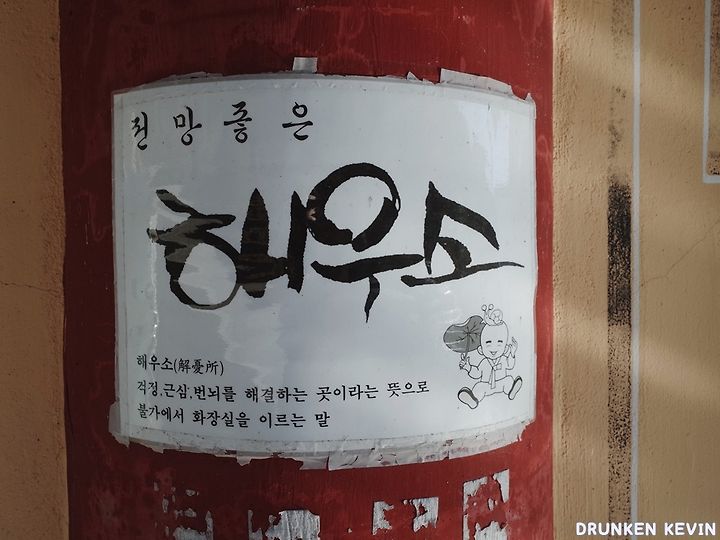 전망좋은
해우소
해우소(解憂所)
걱정.근심.번뇌를 해결하는 곳이라는 뜻으로
불가에서 화장실을 이르는 말
DRUNKEN KEVIN